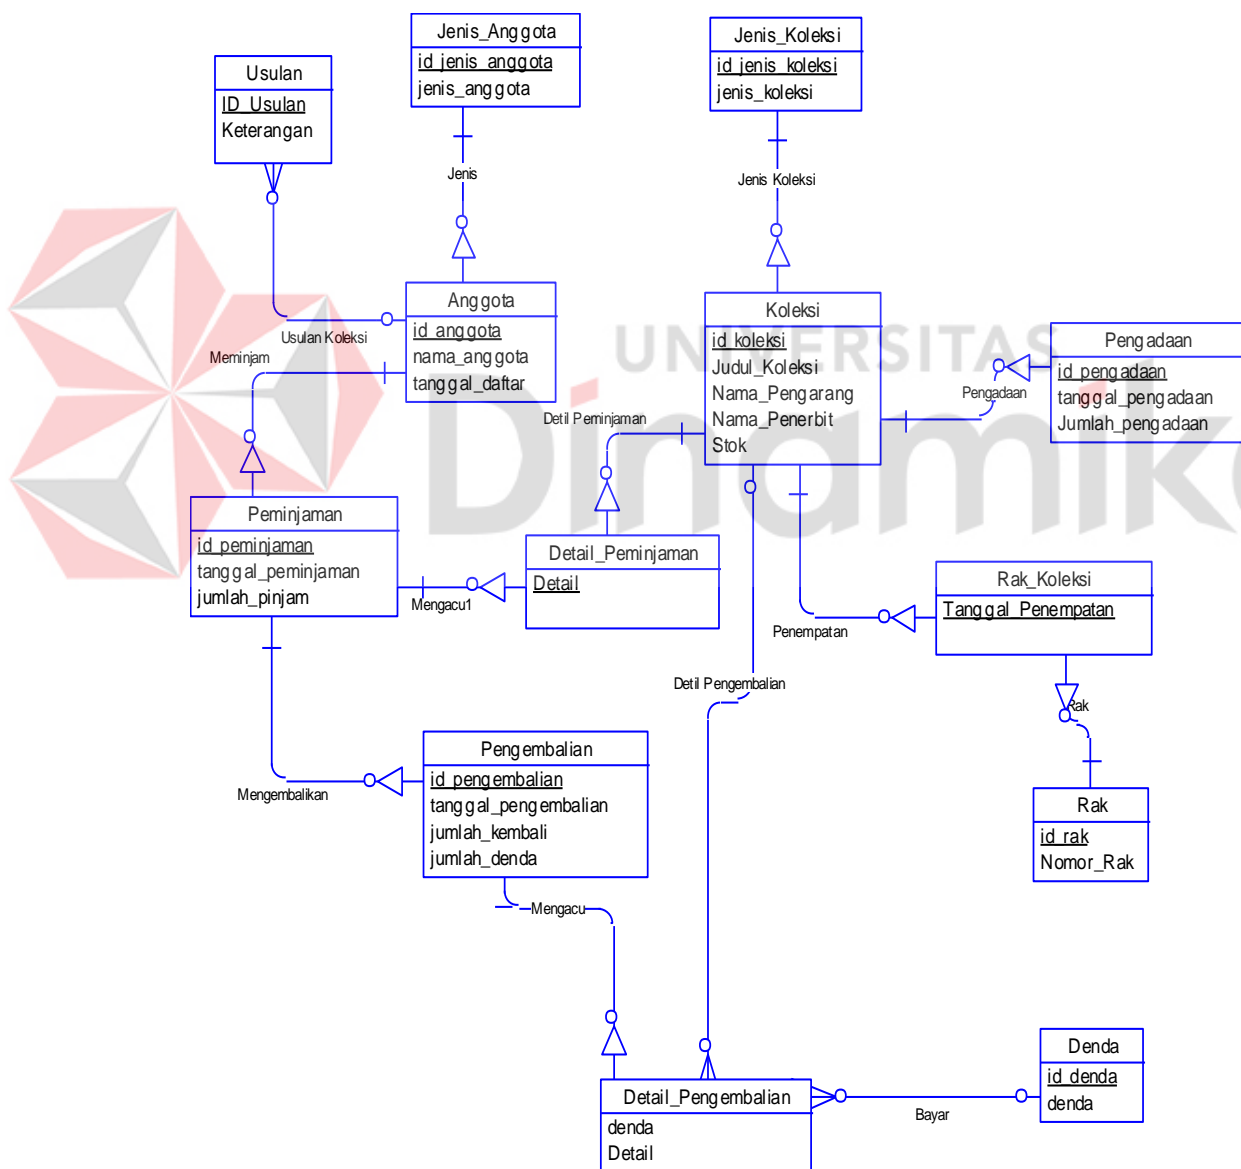 Jenis_Anggota
id_jenis_anggota
jenis_anggota
Jenis_Koleksi
id_jenis_koleksi
jenis_koleksi
Usulan
ID_Usulan
Keterangan
Jenis
Jenis Koleksi
Anggota
id_anggota
nama_anggota
tanggal_daftar
Usulan Koleksi
Meminjam
Koleksi
id_koleksi
Judul_Koleksi
Nama_Pengarang
Nama_Penerbit
Stok
UNIVERSITAS
Dinamika
Pengadaan
id_pengadaan
tanggal_pengadaan
Jumlah_pengadaan
Pengadaan
Detil Peminjaman
Peminjaman
id_peminjaman
tanggal_peminjaman
jumlah_pinjam
Mengacu1
Detail_Peminjaman
Detail
Rak_Koleksi
Tanggal_Penempatan
Penempatan
Detil Pengembalian
Rak
Pengembalian
id_pengembalian
tanggal_pengembalian
jumlah_kembali
jumlah_denda
Mengembalikan
Rak
id_rak
Nomor_Rak
Mengacu
Detail_Pengembalian
denda
Detail
Bayar
Denda
id_denda
denda